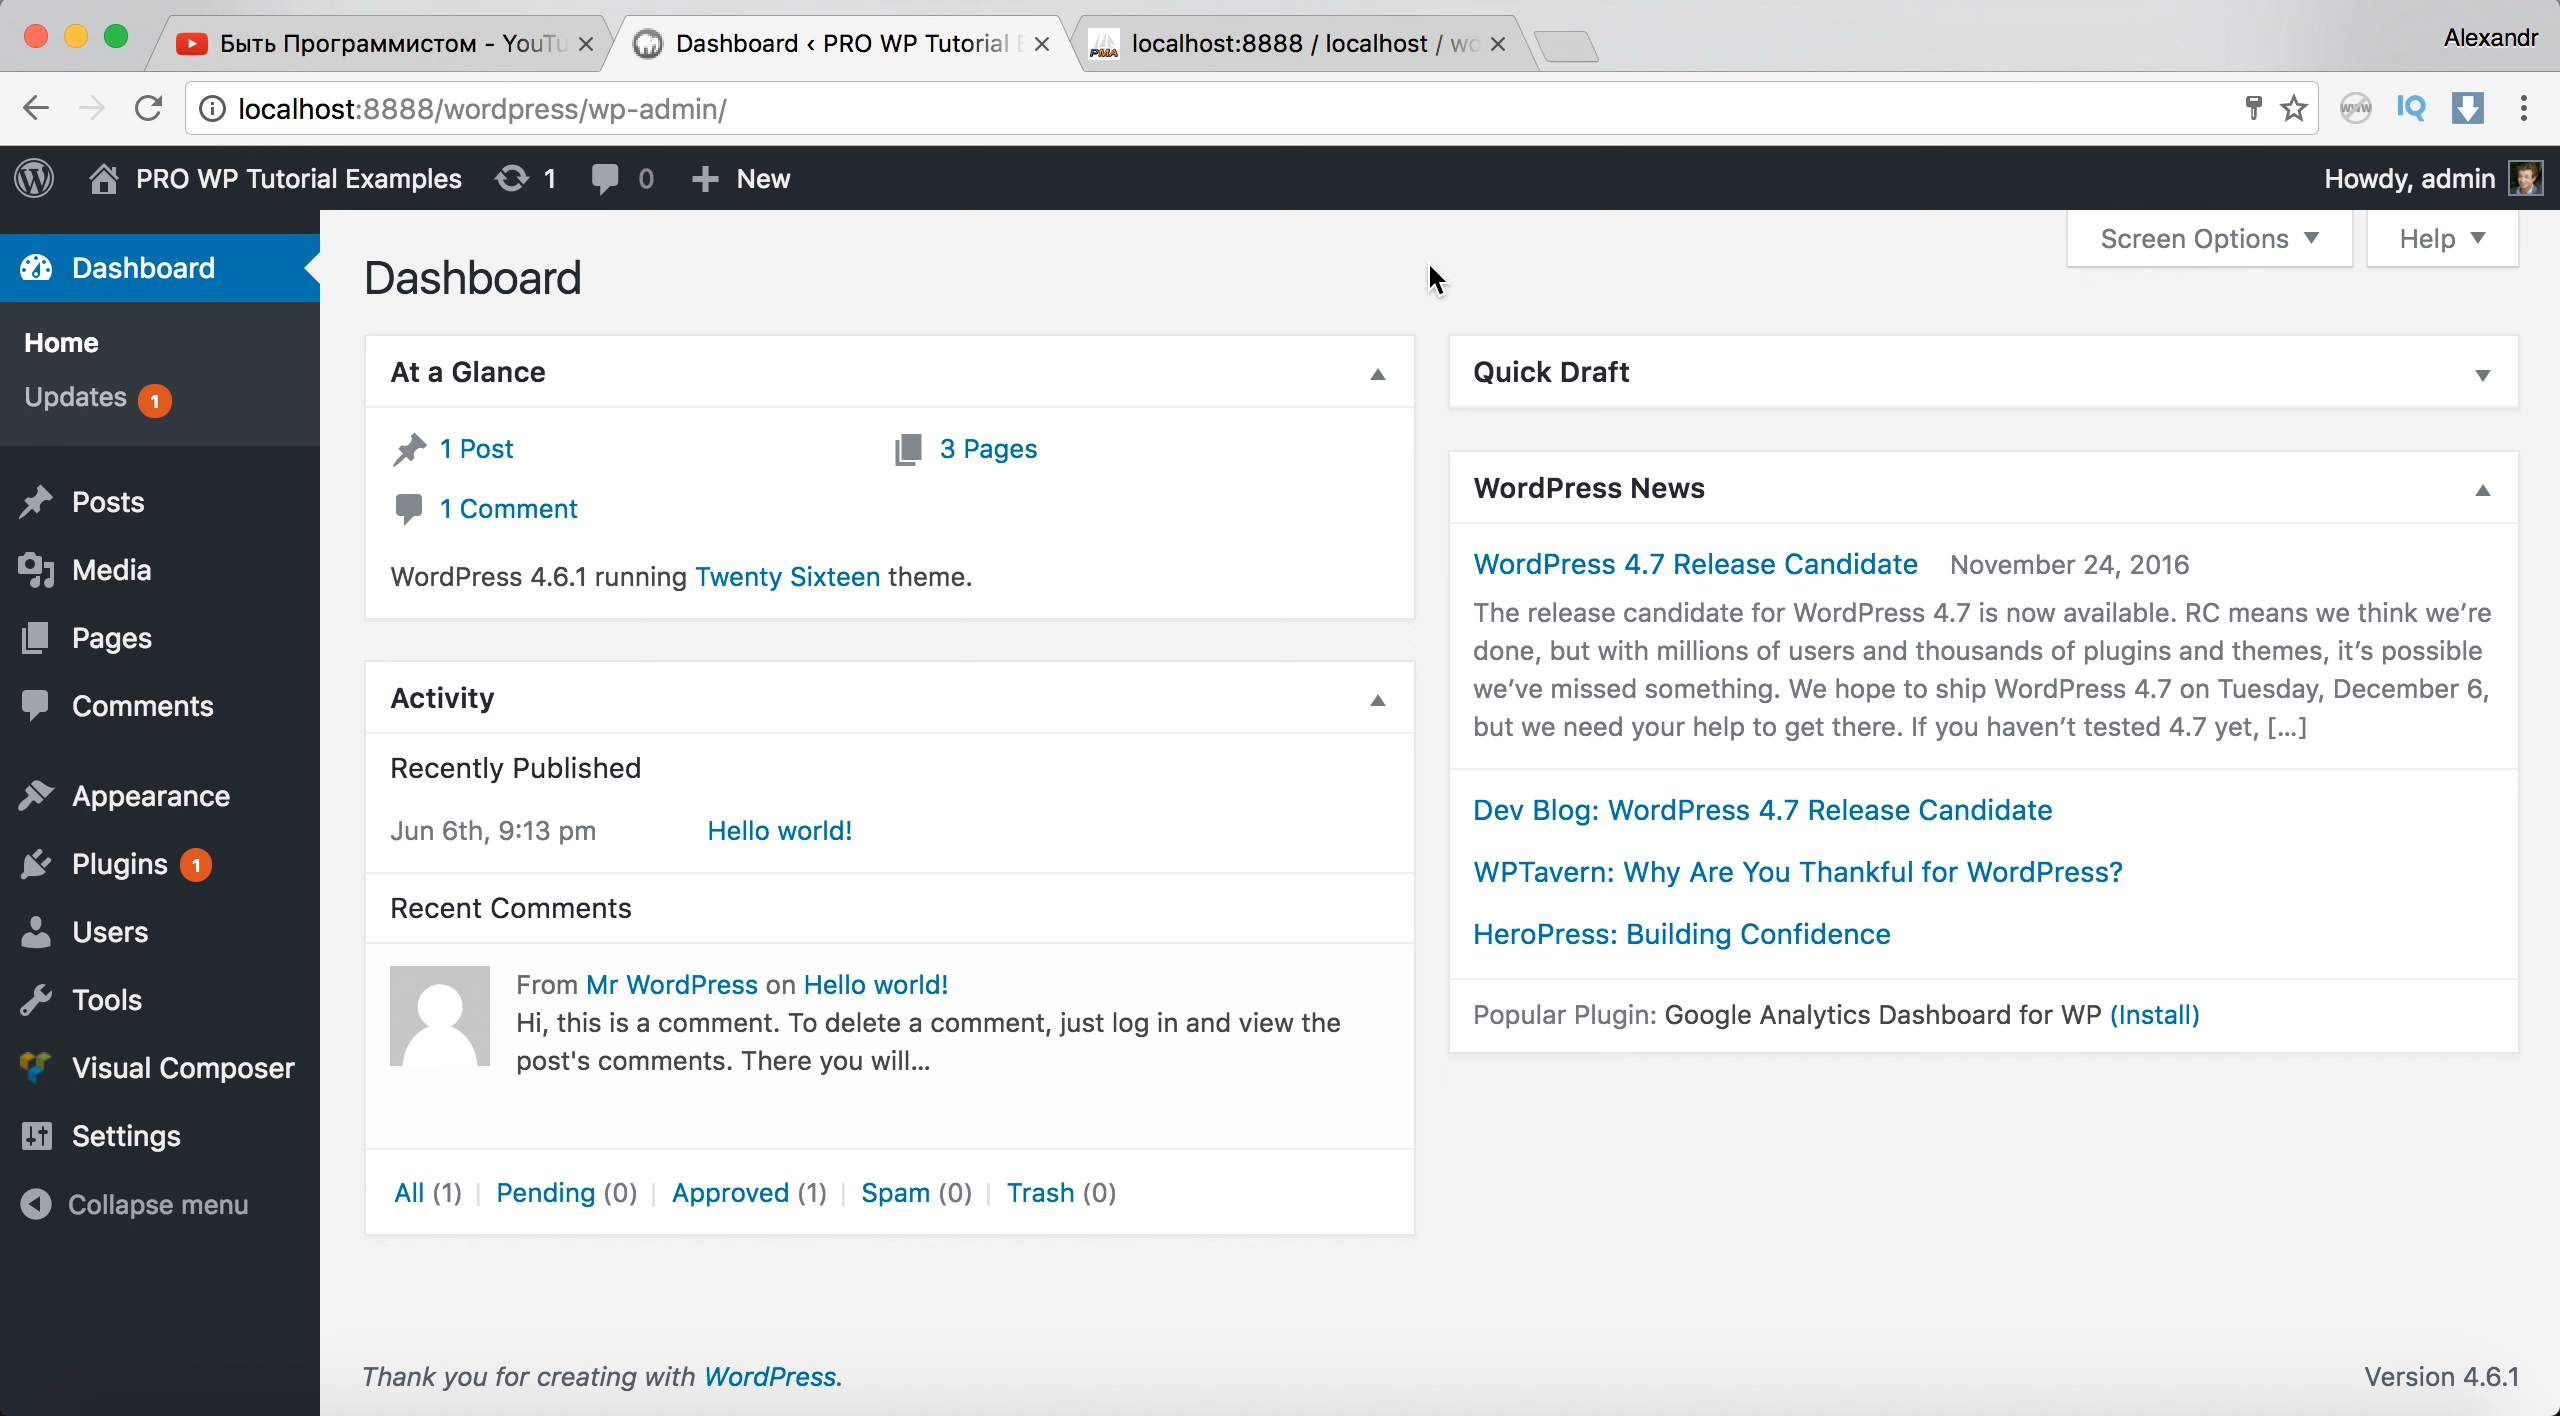 Быть Программистом - YouTu
Dashboard ‹ PRO WP Tutorial E
localhost:8888 / localhost / wo
Alexandr
localhost:8888/wordpress/wp-admin/
PRO WP Tutorial Examples
1
0
New
Howdy, admin
Dashboard
Home
Updates 1
Posts
Media
Pages
Comments
Appearance
Plugins 1
Users
Tools
Visual Composer
Settings
Collapse menu
Screen Options
Help
Dashboard
At a Glance
1 Post
3 Pages
1 Comment
WordPress 4.6.1 running Twenty Sixteen theme.
Activity
Recently Published
Jun 6th, 9:13 pm
Hello world!
Recent Comments
From Mr WordPress on Hello world!
Hi, this is a comment. To delete a comment, just log in and view the
post's comments. There you will...
All (1) | Pending (0) | Approved (1) | Spam (0) | Trash (0)
Quick Draft
WordPress News
WordPress 4.7 Release Candidate November 24, 2016
The release candidate for WordPress 4.7 is now available. RC means we think we’re
done, but with millions of users and thousands of plugins and themes, it’s possible
we’ve missed something. We hope to ship WordPress 4.7 on Tuesday, December 6,
but we need your help to get there. If you haven’t tested 4.7 yet, […]
Dev Blog: WordPress 4.7 Release Candidate
WPTavern: Why Are You Thankful for WordPress?
HeroPress: Building Confidence
Popular Plugin: Google Analytics Dashboard for WP (Install)
Thank you for creating with WordPress.
Version 4.6.1